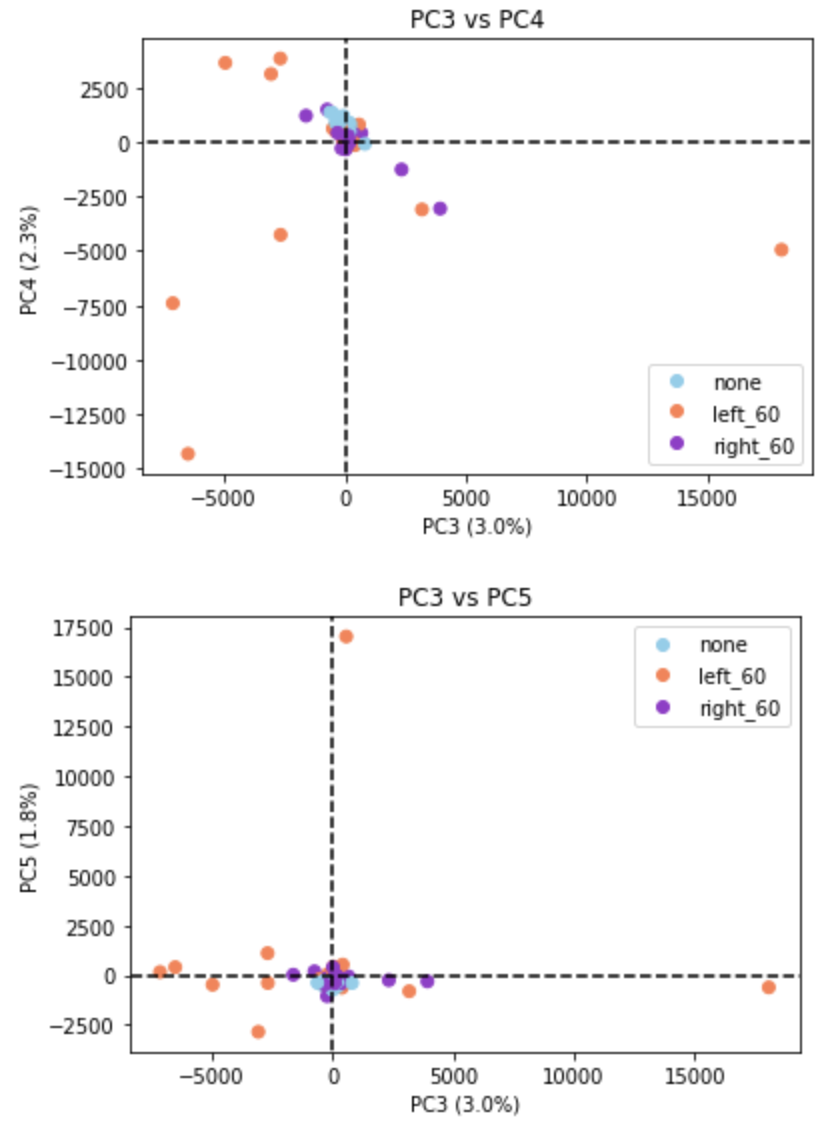 PC3 vs PC4
2500
0
−2500
−5000
−7500
−10000
−12500
−15000
PC4 (2.3%)
none
left_60
right_60
−5000 0 5000 10000 15000
PC3 (3.0%)
PC3 vs PC5
17500
15000
12500
10000
7500
5000
2500
0
−2500
PC5 (1.8%)
none
left_60
right_60
−5000 0 5000 10000 15000
PC3 (3.0%)